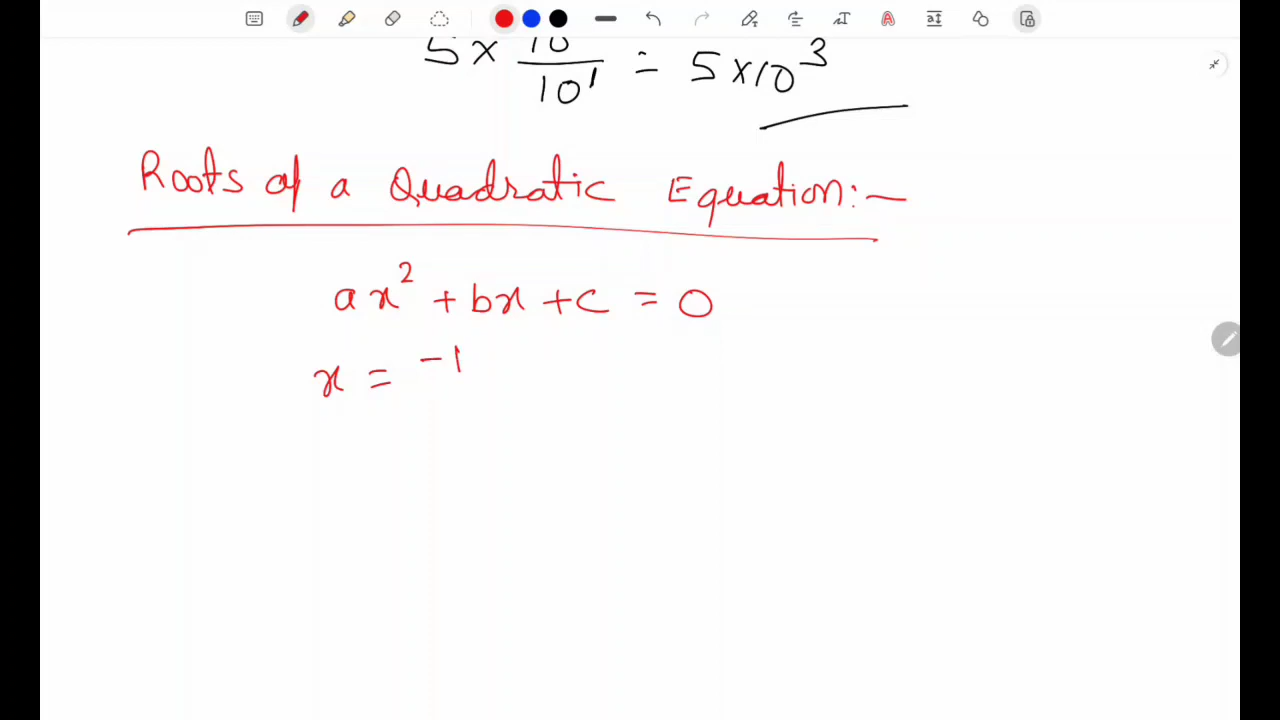 5 × 10 / 10¹ = 5 × 10³
Roots of a Quadratic Equation:-
ax² + bx + c = 0
x = -1